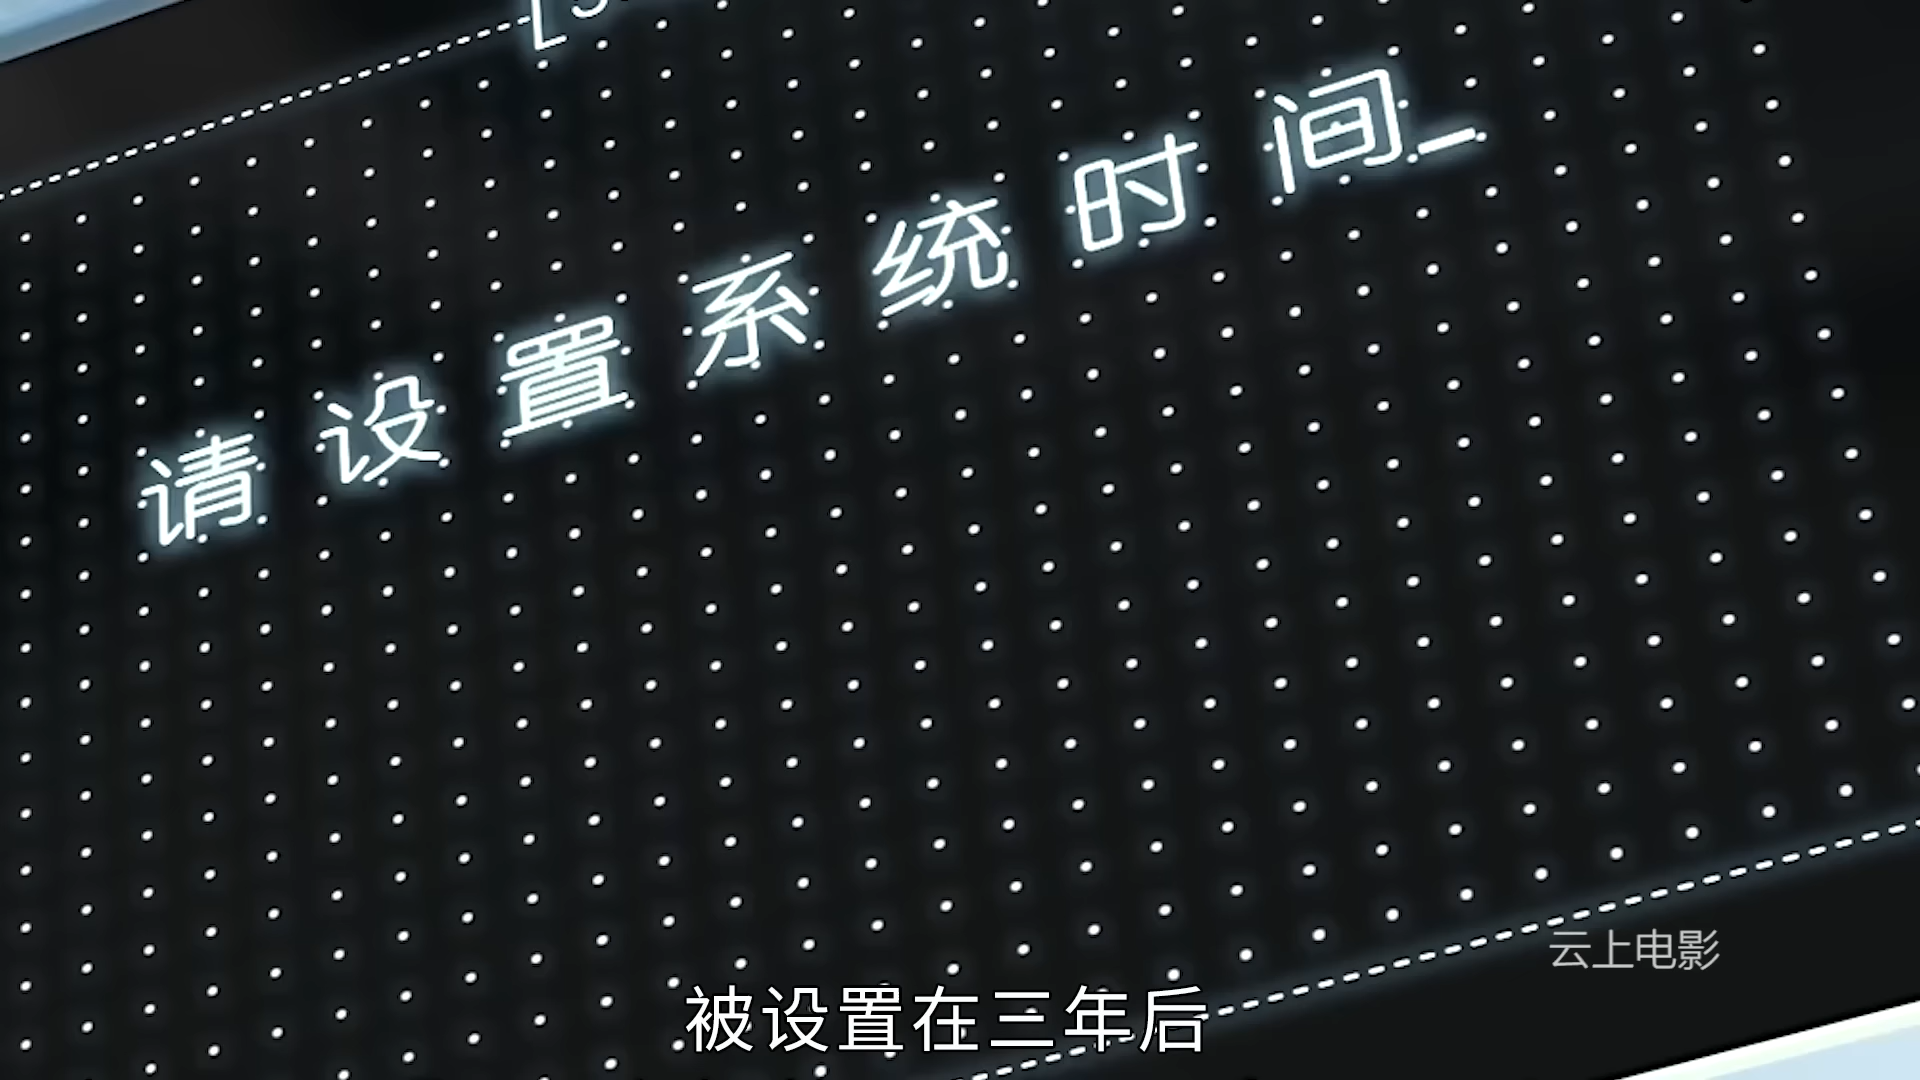 请设置系统时间_
云上电影
被设置在三年后